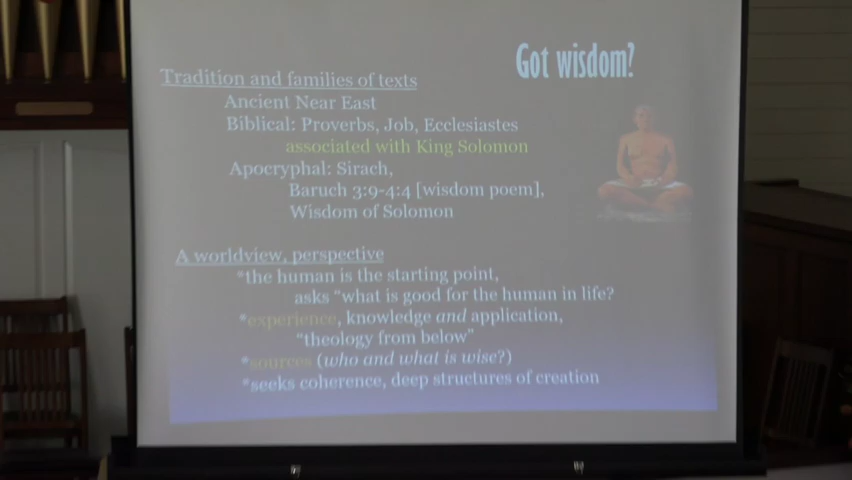 Got wisdom?
Tradition and families of texts
Ancient Near East
Biblical: Proverbs, Job, Ecclesiastes
associated with King Solomon
Apocryphal: Sirach,
Baruch 3:9-4:4 [wisdom poem],
Wisdom of Solomon
A worldview, perspective
*the human is the starting point,
asks "what is good for the human in life?
*experience, knowledge and application,
"theology from below"
*sources (who and what is wise?)
*seeks coherence, deep structures of creation